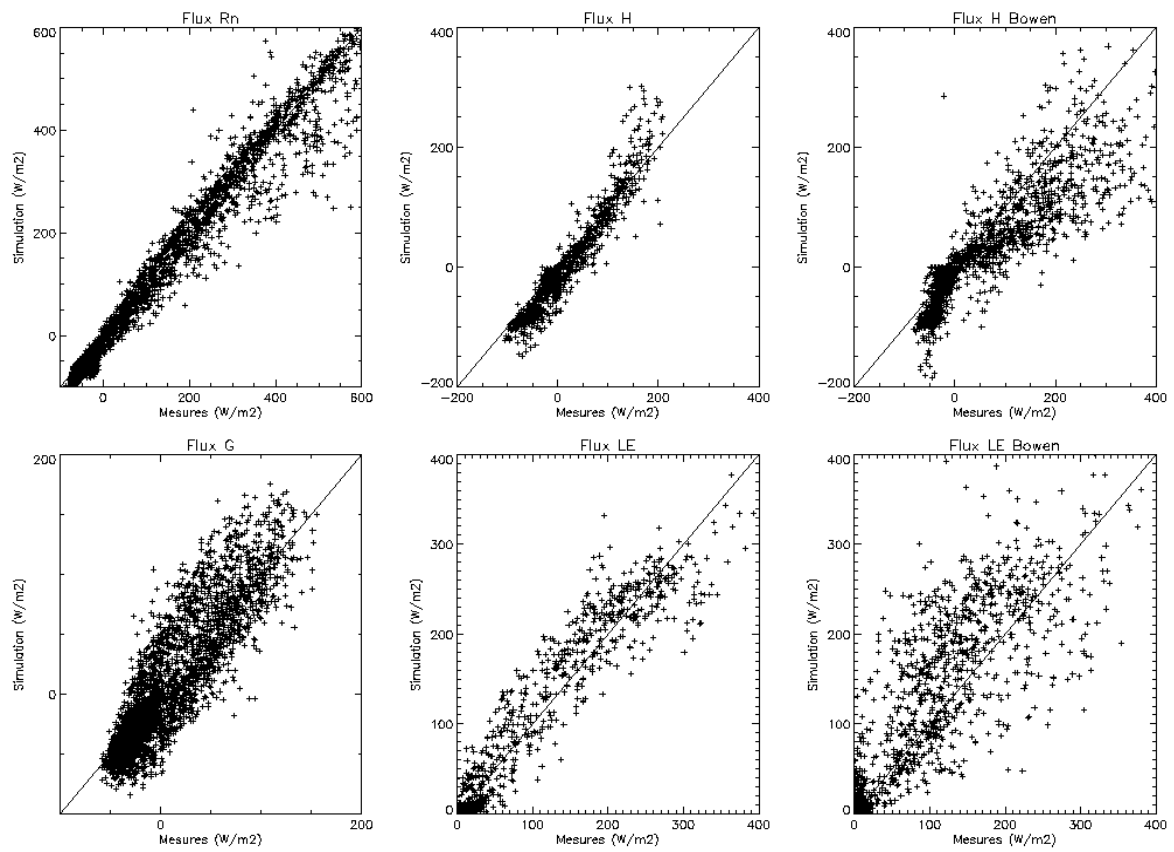 Flux Rn
600
400
200
0
Simulation (W/m2)
0 200 400 600
Mesures (W/m2)
Flux H
400
200
0
-200
Simulation (W/m2)
-200 0 200 400
Mesures (W/m2)
Flux H Bowen
400
200
0
-200
Simulation (W/m2)
-200 0 200 400
Mesures (W/m2)
Flux G
200
0
Simulation (W/m2)
0 200
Mesures (W/m2)
Flux LE
400
300
200
100
0
Simulation (W/m2)
0 100 200 300 400
Mesures (W/m2)
Flux LE Bowen
400
300
200
100
0
Simulation (W/m2)
0 100 200 300 400
Mesures (W/m2)